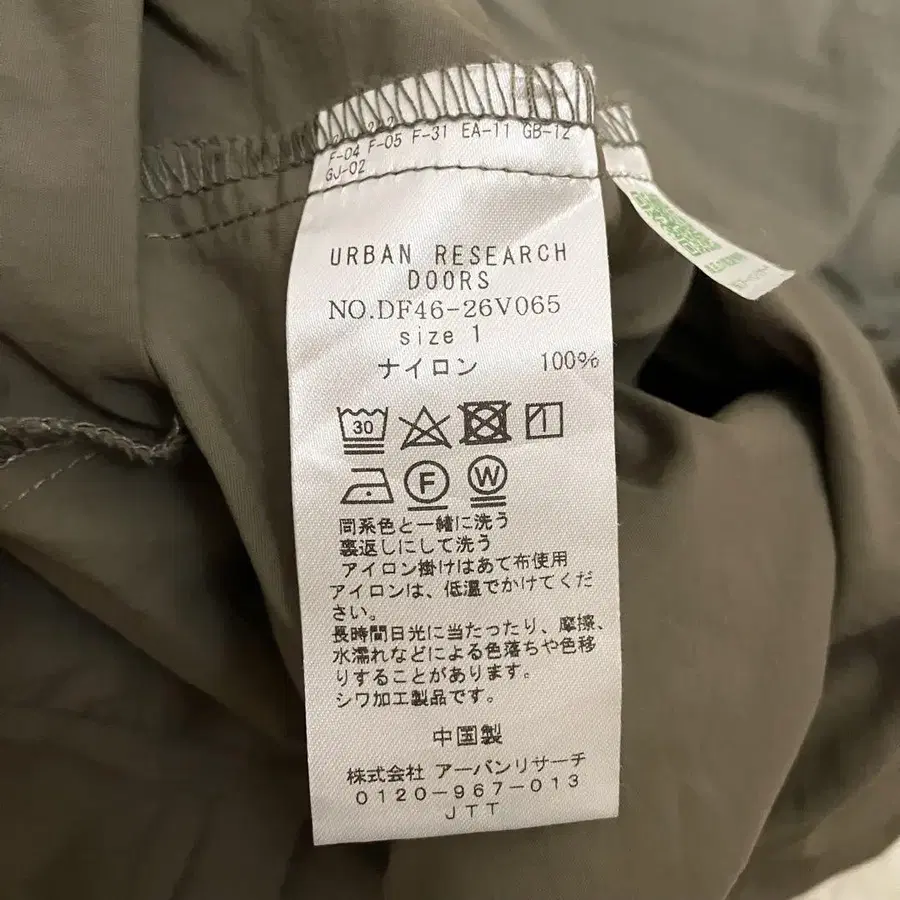 F-04 F-05 F-31 EA-11 GB-12
GJ-02
URBAN RESEARCH
DOORS
NO.DF46-26V065
size 1
ナイロン 100%
30
F W
同系色と一緒に洗う
裏返しにして洗う
アイロン掛けはあて布使用
アイロンは、低温でかけてくだ
さい。
長時間日光に当たったり、摩擦、
水濡れなどによる色落ちや色移
りすることがあります。
シワ加工製品です。
中国製
株式会社 アーバンリサーチ
0120-967-013
JTT